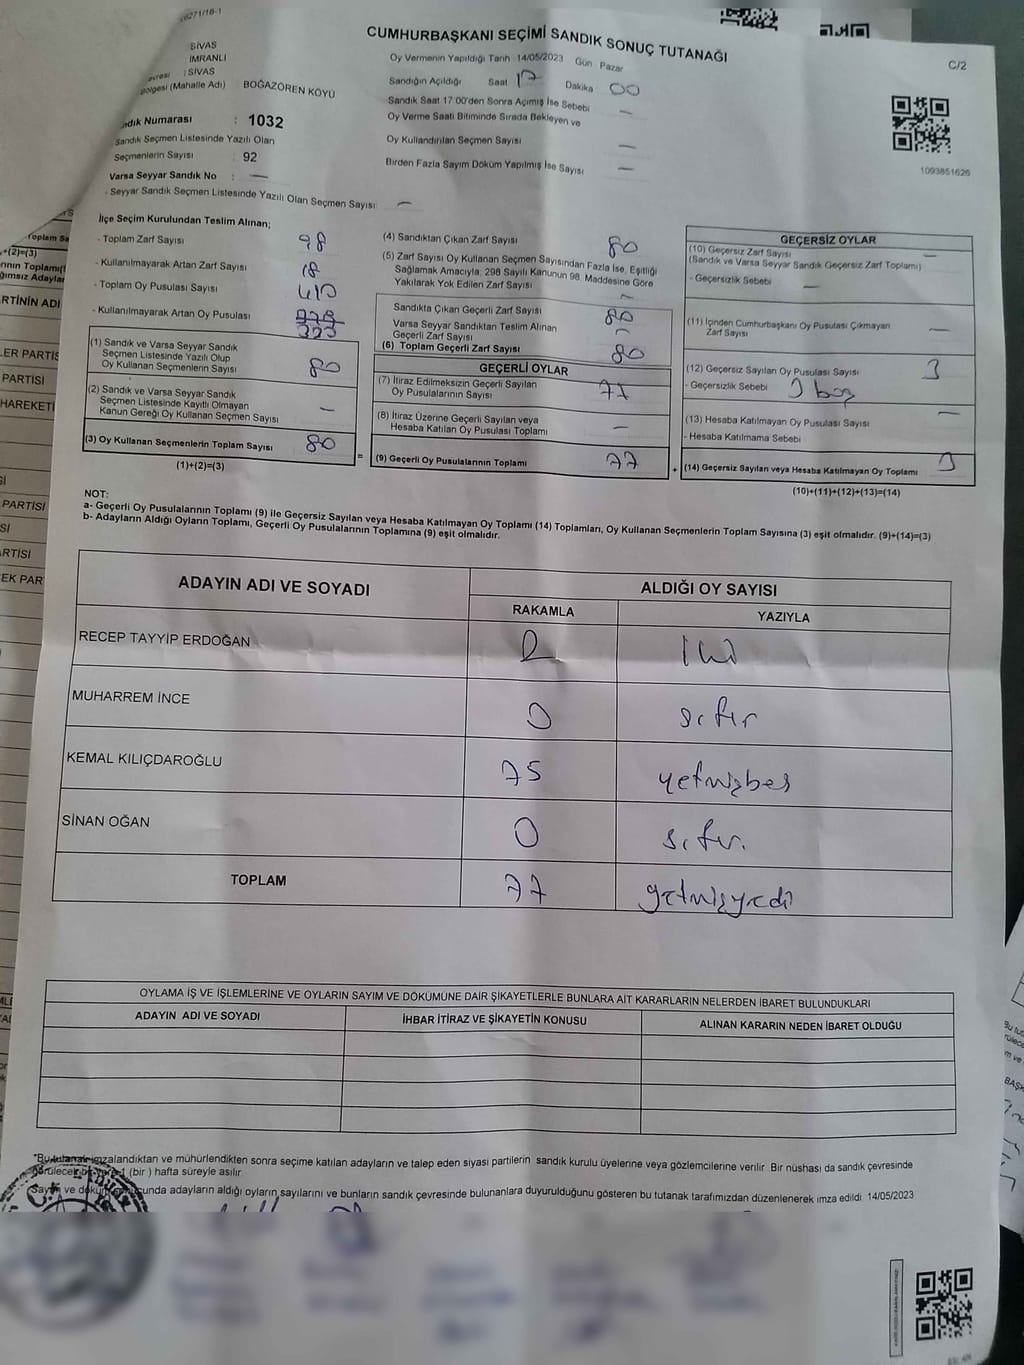 CUMHURBAŞKANI SEÇİMİ SANDIK SONUÇ TUTANAĞI
C/2
SİVAS
İMRANLI
: SİVAS
(Mahalle Adı) BOĞAZÖREN KÖYÜ
Numarası : 1032
Sandık Seçmen Listesinde Yazılı Olan
Seçmenlerin Sayısı : 92
Varsa Seyyar Sandık No : —
- Seyyar Sandık Seçmen Listesinde Yazılı Olan Seçmen Sayısı: —
Oy Vermenin Yapıldığı Tarih 14/05/2023 Gün Pazar
Sandığın Açıldığı Saat 17 Dakika 00
Sandık Saat 17:00'den Sonra Açımış İse Sebebi —
Oy Verme Saati Bitiminde Sırada Bekleyen ve
Oy Kullandırılan Seçmen Sayısı —
Birden Fazla Sayım Döküm Yapılmış İse Sayısı —
1093851626
İlçe Seçim Kurulundan Teslim Alınan;
- Toplam Zarf Sayısı 98
- Kullanılmayarak Artan Zarf Sayısı 18
- Toplam Oy Pusulası Sayısı 410
- Kullanılmayarak Artan Oy Pusulası 323
(1) Sandık ve Varsa Seyyar Sandık
Seçmen Listesinde Yazılı Olup
Oy Kullanan Seçmenlerin Sayısı 80
(2) Sandık ve Varsa Seyyar Sandık
Seçmen Listesinde Kayıtlı Olmayan
Kanun Gereği Oy Kullanan Seçmen Sayısı —
(3) Oy Kullanan Seçmenlerin Toplam Sayısı 80
(1)+(2)=(3)
(4) Sandıktan Çıkan Zarf Sayısı 80
(5) Zarf Sayısı Oy Kullanan Seçmen Sayısından Fazla İse, Eşitliği
Sağlamak Amacıyla, 298 Sayılı Kanunun 98. Maddesine Göre
Yakılarak Yok Edilen Zarf Sayısı —
Sandıkta Çıkan Geçerli Zarf Sayısı 80
Varsa Seyyar Sandıktan Teslim Alınan
Geçerli Zarf Sayısı —
(6) Toplam Geçerli Zarf Sayısı 80
GEÇERLİ OYLAR
(7) İtiraz Edilmeksizin Geçerli Sayılan
Oy Pusulalarının Sayısı 77
(8) İtiraz Üzerine Geçerli Sayılan veya
Hesaba Katılan Oy Pusulası Toplamı —
=
(9) Geçerli Oy Pusulalarının Toplamı 77
+
GEÇERSİZ OYLAR
(10) Geçersiz Zarf Sayısı —
(Sandık ve Varsa Seyyar Sandık Geçersiz Zarf Toplamı)
- Geçersizlik Sebebi —
(11) İçinden Cumhurbaşkanı Oy Pusulası Çıkmayan
Zarf Sayısı —
(12) Geçersiz Sayılan Oy Pusulası Sayısı 3
- Geçersizlik Sebebi 3 boş
(13) Hesaba Katılmayan Oy Pusulası Sayısı —
- Hesaba Katılmama Sebebi
(14) Geçersiz Sayılan veya Hesaba Katılmayan Oy Toplamı 3
(10)+(11)+(12)+(13)=(14)
NOT:
a- Geçerli Oy Pusulalarının Toplamı (9) ile Geçersiz Sayılan veya Hesaba Katılmayan Oy Toplamı (14) Toplamları, Oy Kullanan Seçmenlerin Toplam Sayısına (3) eşit olmalıdır. (9)+(14)=(3)
b- Adayların Aldığı Oyların Toplamı, Geçerli Oy Pusulalarının Toplamına (9) eşit olmalıdır.
ADAYIN ADI VE SOYADI ALDIĞI OY SAYISI
RAKAMLA YAZIYLA
RECEP TAYYİP ERDOĞAN 2 iki
MUHARREM İNCE 0 sıfır
KEMAL KILIÇDAROĞLU 75 yetmişbeş
SİNAN OĞAN 0 sıfır.
TOPLAM 77 yetmişyedi
OYLAMA İŞ VE İŞLEMLERİNE VE OYLARIN SAYIM VE DÖKÜMÜNE DAİR ŞİKAYETLERLE BUNLARA AİT KARARLARIN NELERDEN İBARET BULUNDUKLARI
ADAYIN ADI VE SOYADI İHBAR İTİRAZ VE ŞİKAYETİN KONUSU ALINAN KARARIN NEDEN İBARET OLDUĞU
*Bu tutanak imzalandıktan ve mühürlendikten sonra seçime katılan adayların ve talep eden siyasi partilerin sandık kurulu üyelerine veya gözlemcilerine verilir. Bir nüshası da sandık çevresinde
görülecek bir yere 1 (bir ) hafta süreyle asılır.
Sayım ve döküm sonucunda adayların aldığı oyların sayılarını ve bunların sandık çevresinde bulunanlara duyurulduğunu gösteren bu tutanak tarafımızdan düzenlenerek imza edildi 14/05/2023